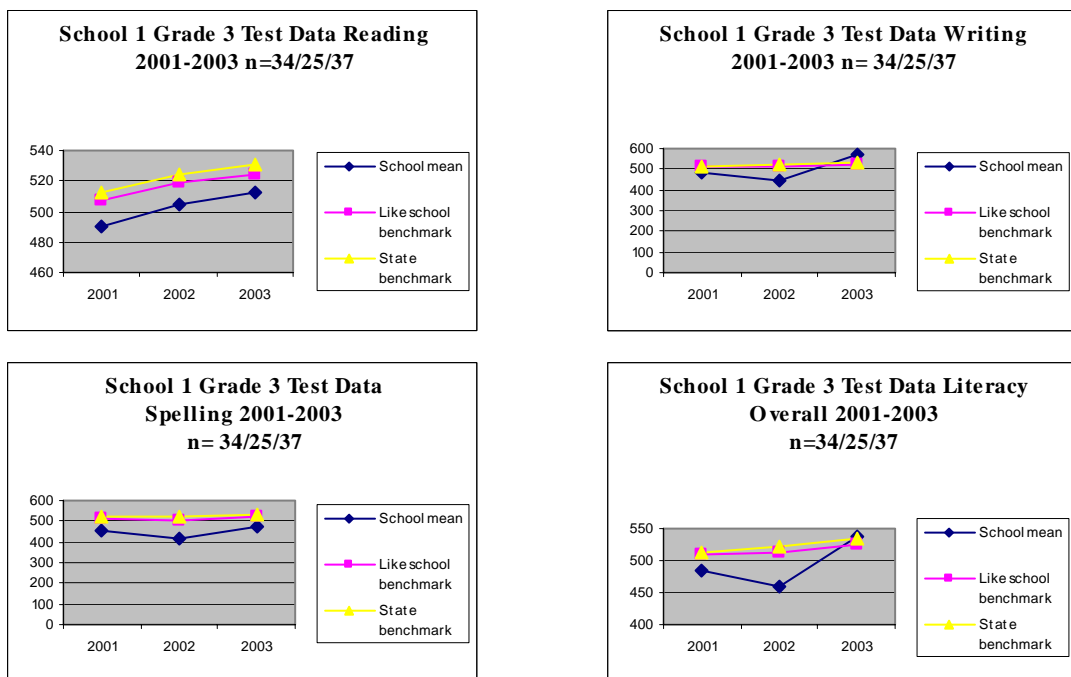 School 1 Grade 3 Test Data Reading
2001-2003 n=34/25/37
540
520
500
480
460
2001 2002 2003
School mean
Like school
benchmark
State
benchmark
School 1 Grade 3 Test Data Writing
2001-2003 n= 34/25/37
600
500
400
300
200
100
0
2001 2002 2003
School mean
Like school
benchmark
State
benchmark
School 1 Grade 3 Test Data
Spelling 2001-2003
n= 34/25/37
600
500
400
300
200
100
0
2001 2002 2003
School mean
Like school
benchmark
State
benchmark
School 1 Grade 3 Test Data Literacy
Overall 2001-2003
n=34/25/37
550
500
450
400
2001 2002 2003
School mean
Like school
benchmark
State
benchmark